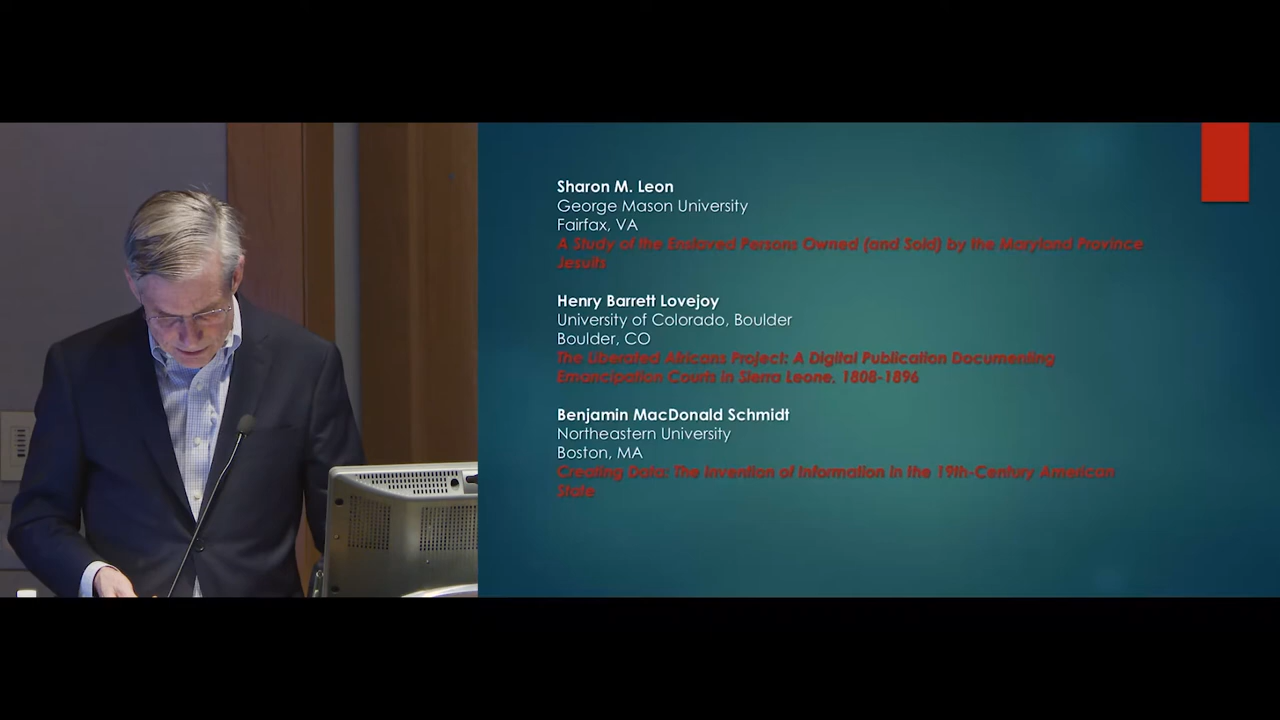 Sharon M. Leon
George Mason University
Fairfax, VA
A Study of the Enslaved Persons Owned (and Sold) by the Maryland Province
Jesuits
Henry Barrett Lovejoy
University of Colorado, Boulder
Boulder, CO
The Liberated Africans Project: A Digital Publication Documenting
Emancipation Courts in Sierra Leone, 1808-1896
Benjamin MacDonald Schmidt
Northeastern University
Boston, MA
Creating Data: The Invention of Information in the 19th-Century American
State